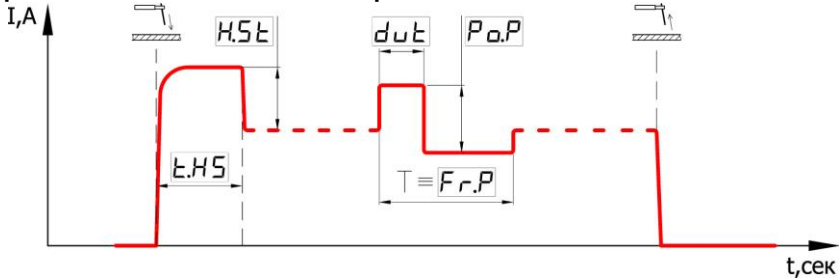 I,A
H.St
dut
Po.P
t.HS
T ≡ Fr.P
t,сек